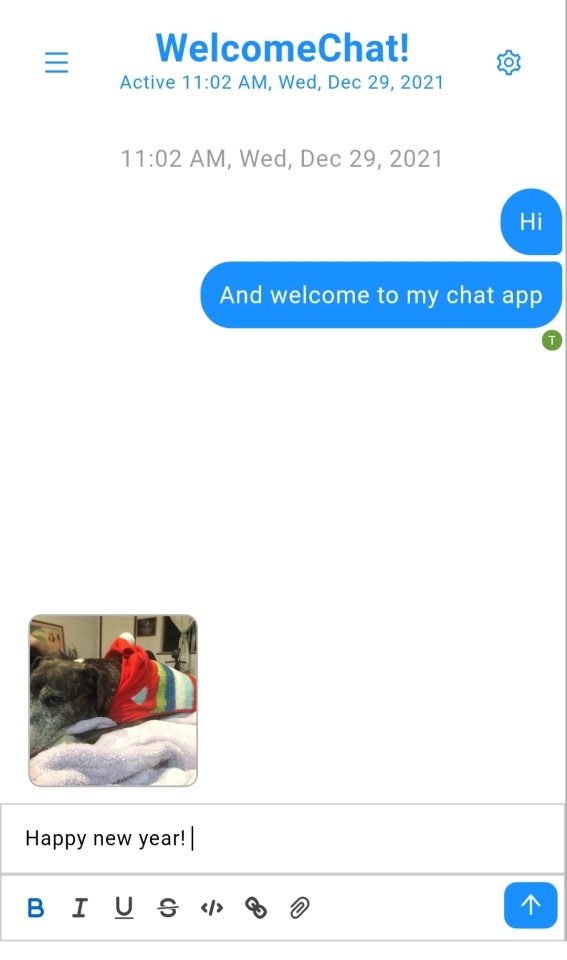 WelcomeChat!
Active 11:02 AM, Wed, Dec 29, 2021
11:02 AM, Wed, Dec 29, 2021
Hi
And welcome to my chat app
T
Happy new year!
B I U S </>